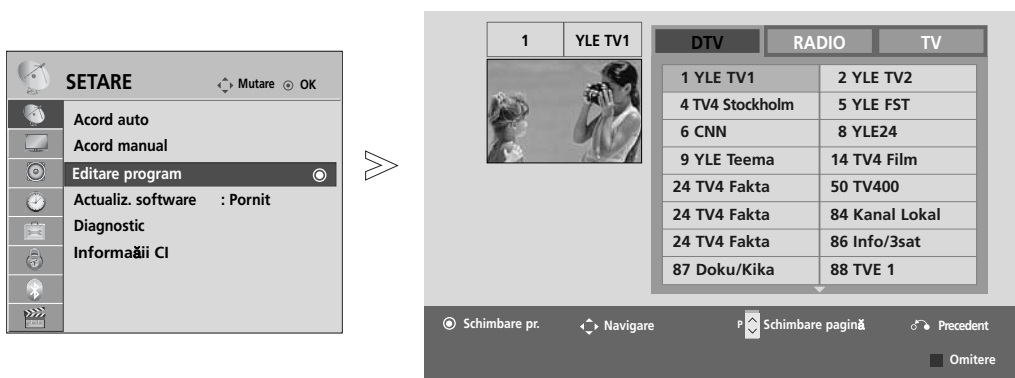 SETARE Mutare OK
Acord auto
Acord manual
Editare program
Actualiz. software : Pornit
Diagnostic
Informaăii CI
1 YLE TV1
DTV RADIO TV
1 YLE TV1 2 YLE TV2
4 TV4 Stockholm 5 YLE FST
6 CNN 8 YLE24
9 YLE Teema 14 TV4 Film
24 TV4 Fakta 50 TV400
24 TV4 Fakta 84 Kanal Lokal
24 TV4 Fakta 86 Info/3sat
87 Doku/Kika 88 TVE 1
Schimbare pr. Navigare P Schimbare pagină Precedent
Omitere